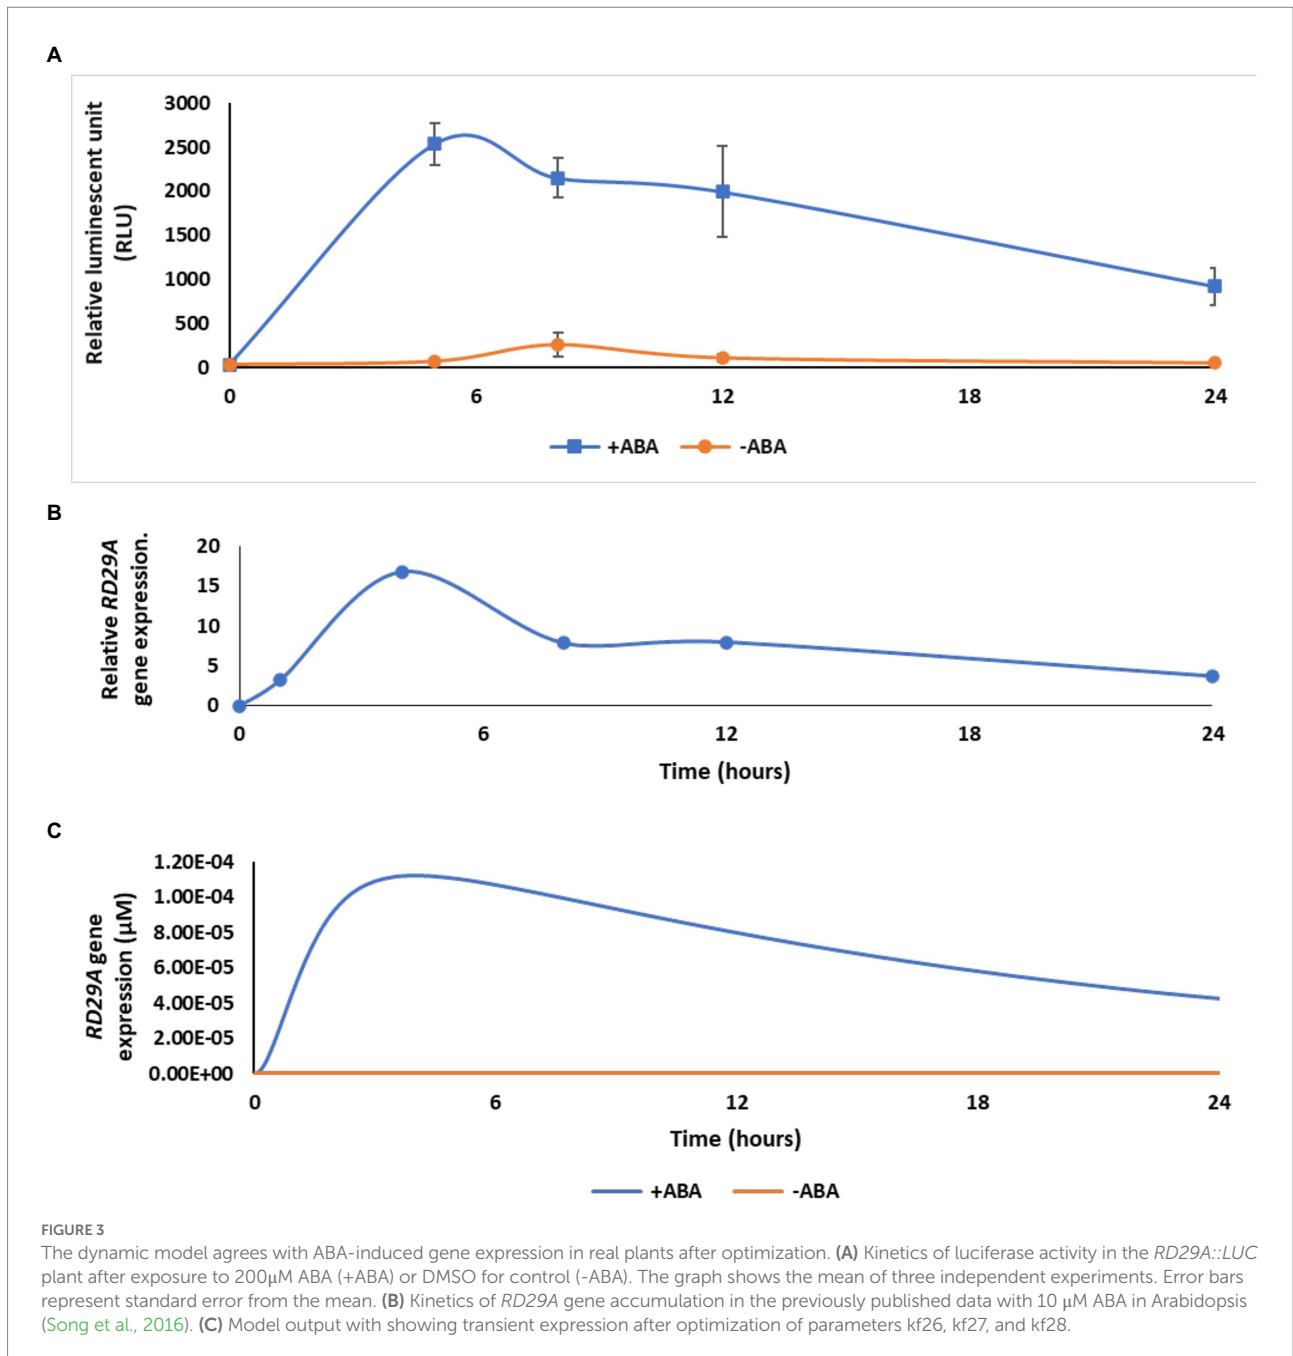 A
Relative luminescent unit
(RLU)
3000
2500
2000
1500
1000
500
0
0 6 12 18 24
+ABA -ABA
B
Relative RD29A
gene expression.
20
15
10
5
0
0 6 12 18 24
Time (hours)
C
RD29A gene
expression (µM)
1.20E-04
1.00E-04
8.00E-05
6.00E-05
4.00E-05
2.00E-05
0.00E+00
0 6 12 18 24
Time (hours)
+ABA -ABA
FIGURE 3
The dynamic model agrees with ABA-induced gene expression in real plants after optimization. (A) Kinetics of luciferase activity in the RD29A::LUC
plant after exposure to 200µM ABA (+ABA) or DMSO for control (-ABA). The graph shows the mean of three independent experiments. Error bars
represent standard error from the mean. (B) Kinetics of RD29A gene accumulation in the previously published data with 10 µM ABA in Arabidopsis
(Song et al., 2016). (C) Model output with showing transient expression after optimization of parameters kf26, kf27, and kf28.